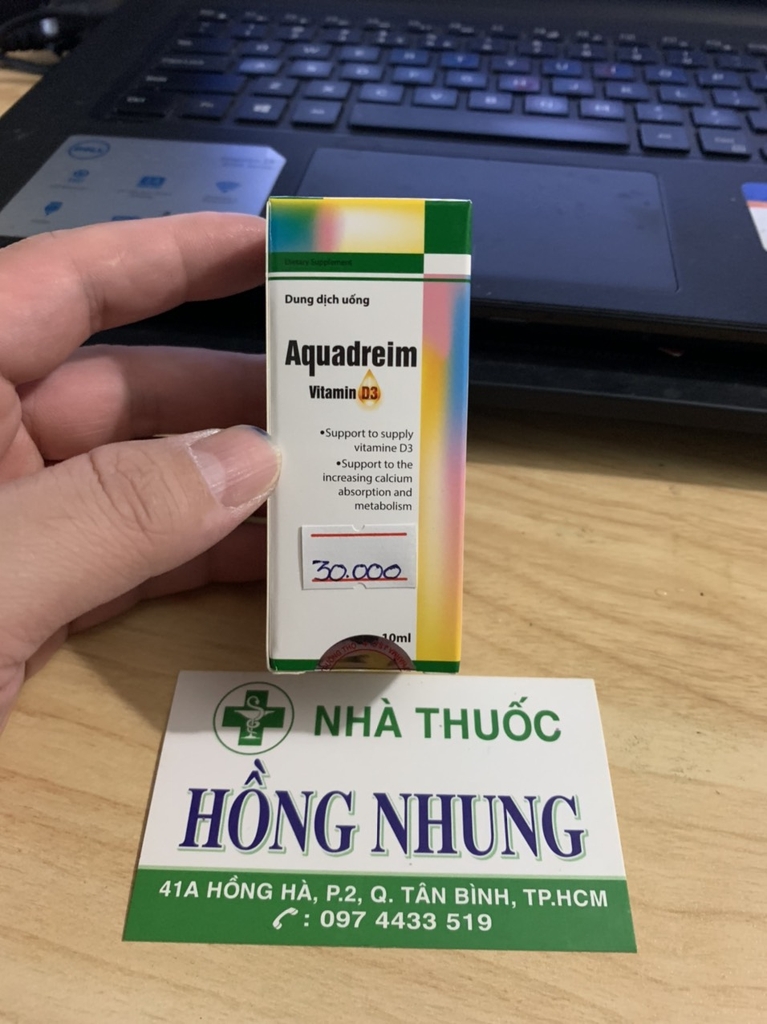 DELL
Dietary Supplement
Dung dịch uống
Aquadreim
Vitamin D3
•Support to supply
vitamine D3
•Support to the
increasing calcium
absorption and
metabolism
30.000
10ml
NHÀ THUỐC
HỒNG NHUNG
41A HỒNG HÀ, P.2, Q. TÂN BÌNH, TP.HCM
: 097 4433 519